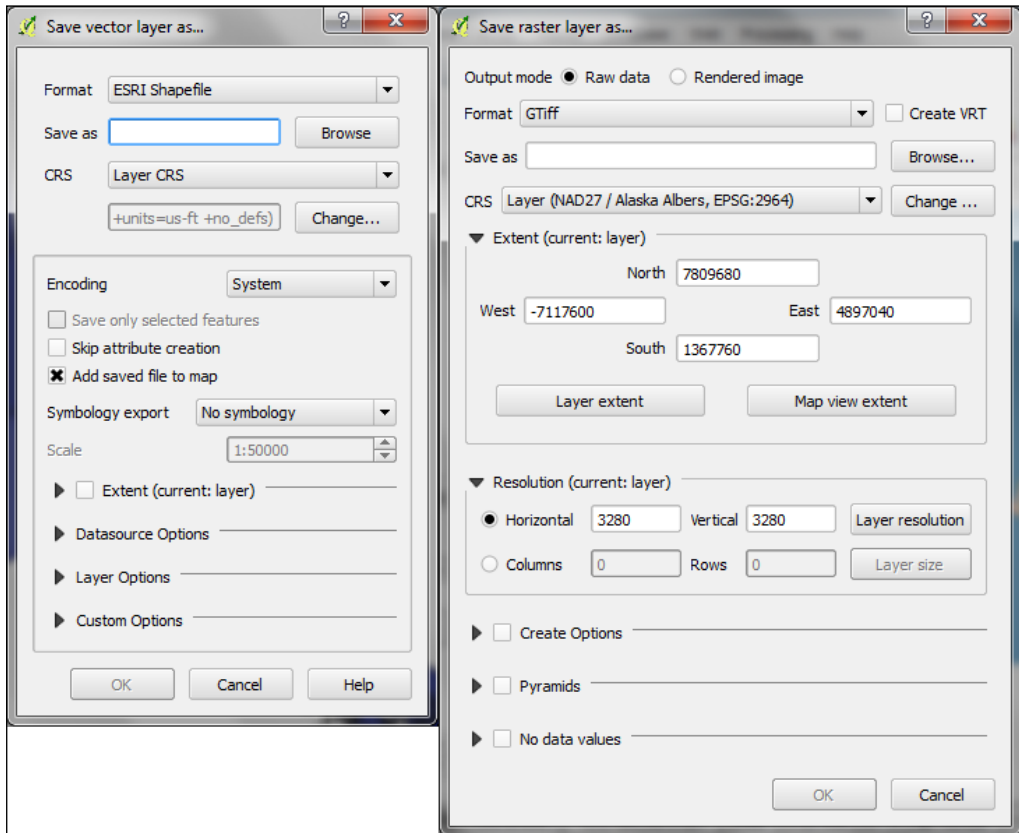 Save vector layer as...
Format ESRI Shapefile
Save as Browse
CRS Layer CRS
+units=us-ft +no_defs) Change...
Encoding System
Save only selected features
Skip attribute creation
Add saved file to map
Symbology export No symbology
Scale 1:50000
Extent (current: layer)
Datasource Options
Layer Options
Custom Options
OK Cancel Help
Save raster layer as...
Output mode Raw data Rendered image
Format GTiff Create VRT
Save as Browse...
CRS Layer (NAD27 / Alaska Albers, EPSG:2964) Change ...
Extent (current: layer)
North 7809680
West -7117600 East 4897040
South 1367760
Layer extent Map view extent
Resolution (current: layer)
Horizontal 3280 Vertical 3280 Layer resolution
Columns 0 Rows 0 Layer size
Create Options
Pyramids
No data values
OK Cancel